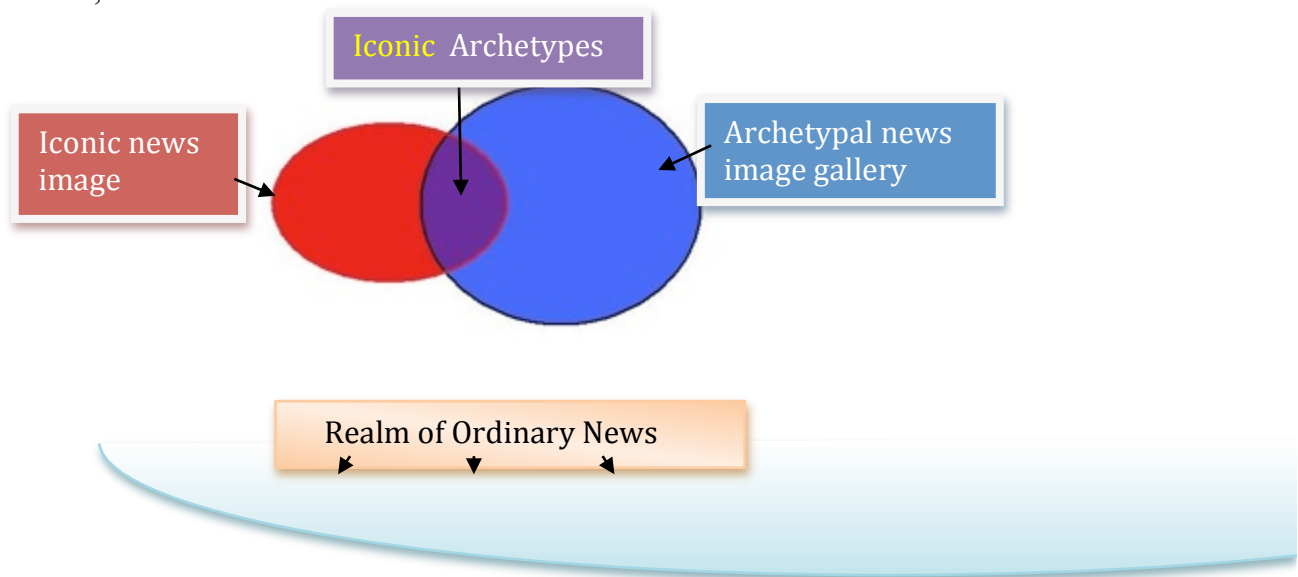 Iconic Archetypes
Iconic news
image
Archetypal news
image gallery
Realm of Ordinary News